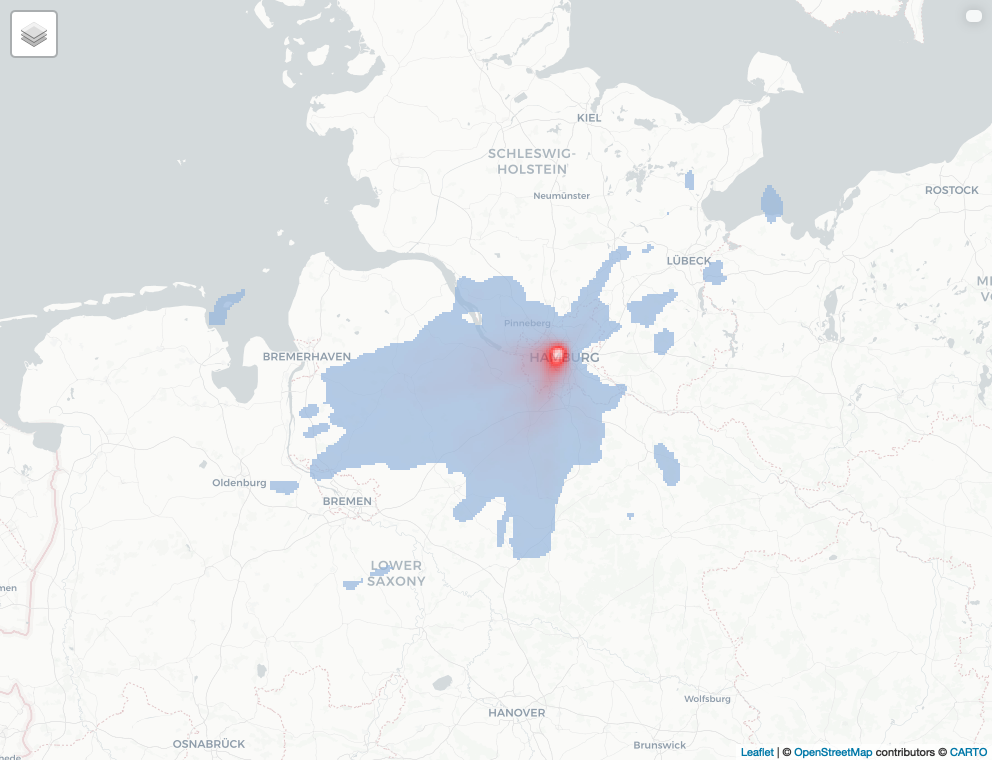 KIEL
SCHLESWIG-
HOLSTEIN
Neumünster
ROSTOCK
LÜBECK
Pinneberg
HAMBURG
BREMERHAVEN
Oldenburg
BREMEN
LOWER
SAXONY
Wolfsburg
HANOVER
OSNABRÜCK
Brunswick
Leaflet | © OpenStreetMap contributors © CARTO